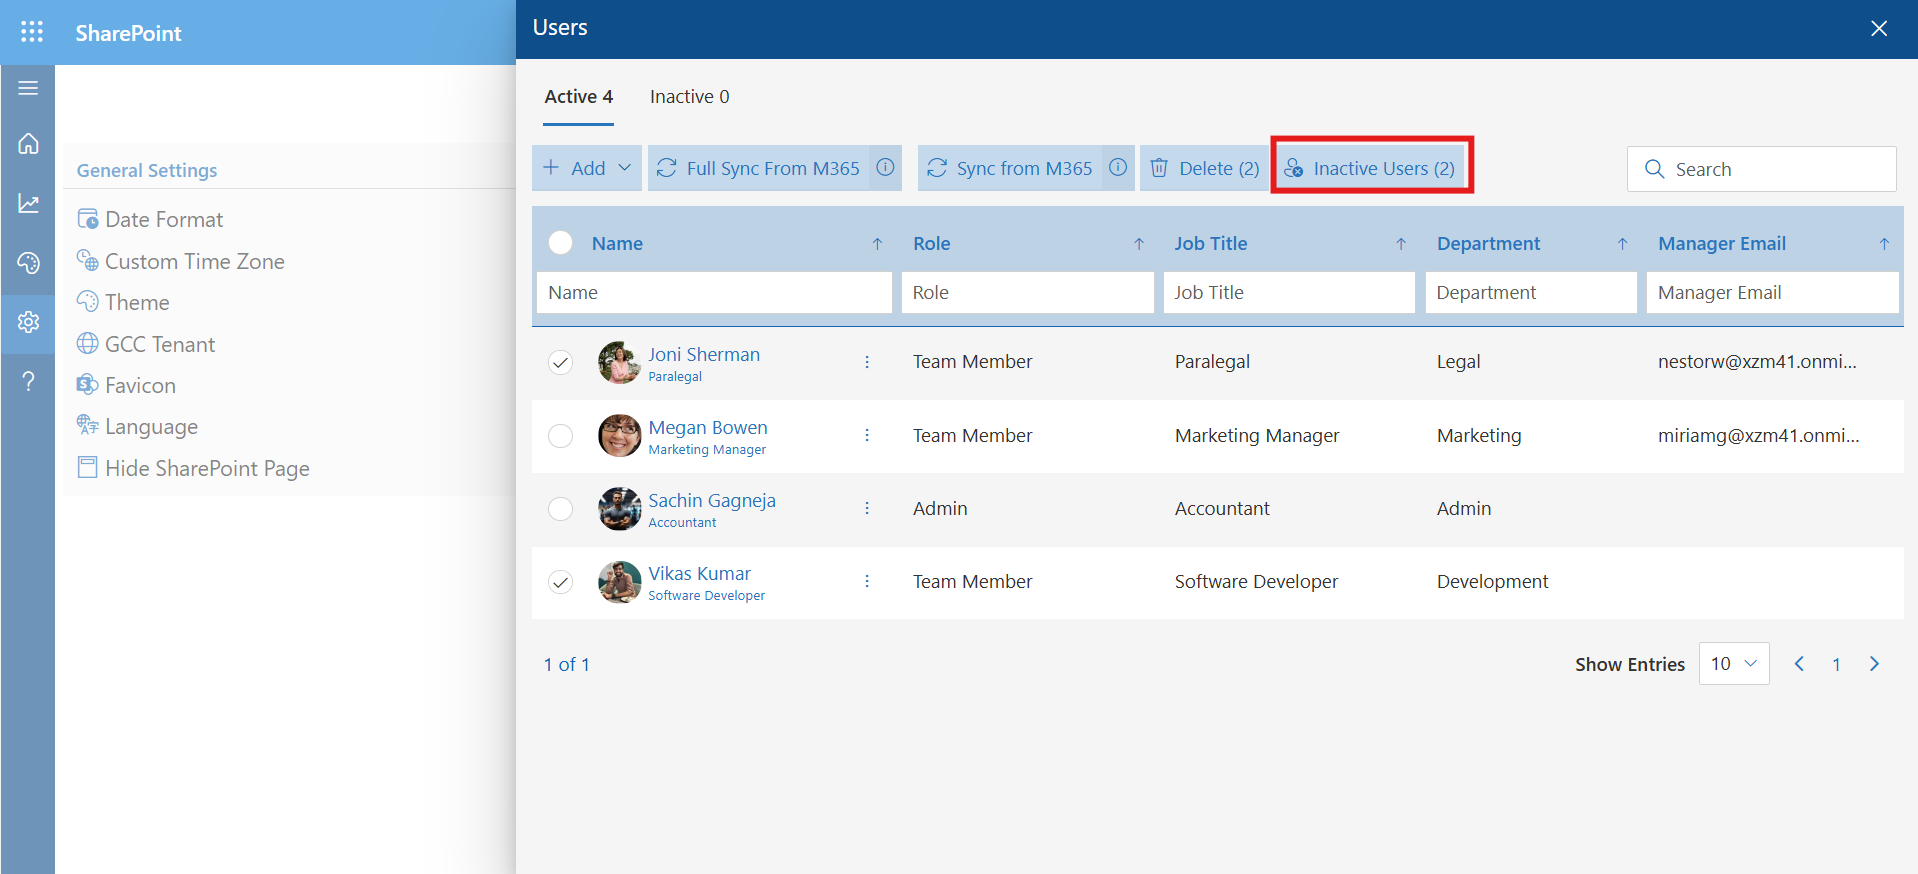 SharePoint
Users
Active 4 Inactive 0
Add Full Sync From M365 Sync from M365 Delete (2) Inactive Users (2) Search
General Settings
Date Format
Custom Time Zone
Theme
GCC Tenant
Favicon
Language
Hide SharePoint Page
Name Role Job Title Department Manager Email
Name Role Job Title Department Manager Email
Joni Sherman Team Member Paralegal Legal nestorw@xzm41.onmi...
Paralegal
Megan Bowen Team Member Marketing Manager Marketing miriamg@xzm41.onmi...
Marketing Manager
Sachin Gagneja Admin Accountant Admin
Accountant
Vikas Kumar Team Member Software Developer Development
Software Developer
1 of 1 Show Entries 10 1